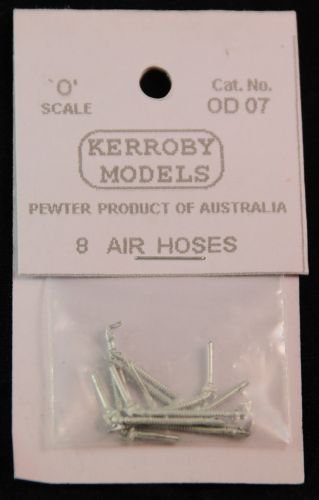 'O'
SCALE
Cat. No.
OD 07
KERROBY
MODELS
PEWTER PRODUCT OF AUSTRALIA
8 AIR HOSES